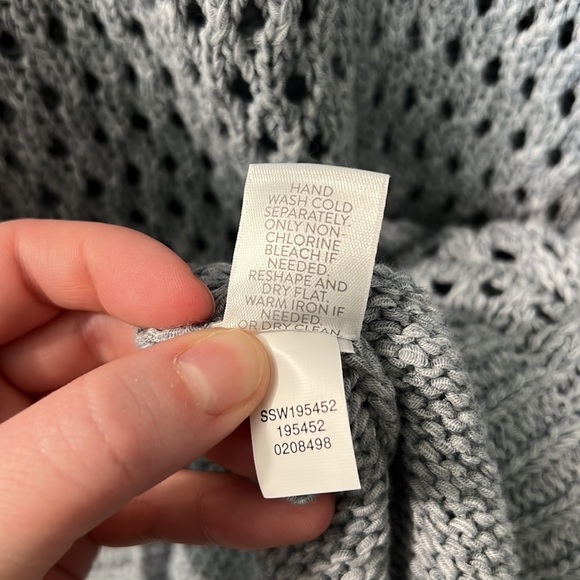 HAND
WASH COLD
SEPARATELY.
ONLY NON-
CHLORINE
BLEACH IF
NEEDED.
RESHAPE AND
DRY FLAT.
WARM IRON IF
NEEDED
OR DRY CLEAN
SSW195452
195452
0208498